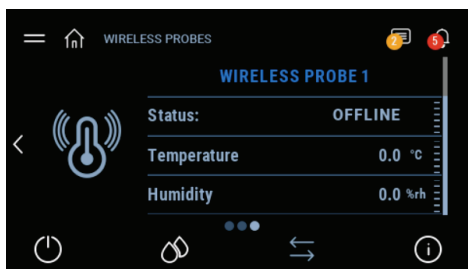 WIRELESS PROBES
2
5
WIRELESS PROBE 1
Status: OFFLINE
Temperature 0.0 °C
Humidity 0.0 %rh
i